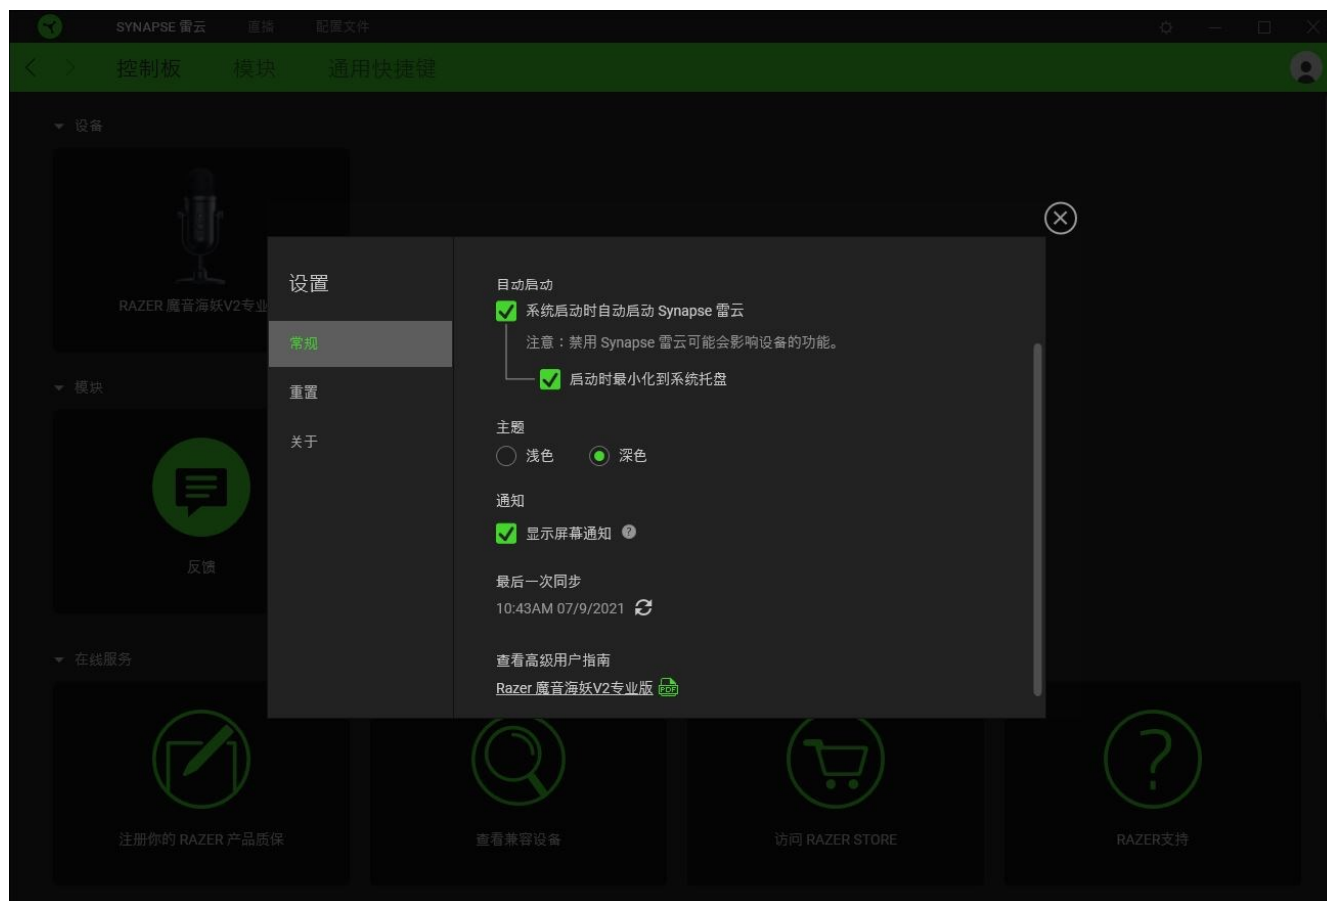 SYNAPSE 雷云
直播
配置文件
控制板
模块
通用快捷键
设备
RAZER 魔音海妖V2专业
模块
反馈
在线服务
注册你的 RAZER 产品质保
查看兼容设备
访问 RAZER STORE
RAZER支持
设置
常规
重置
关于
自动启动
系统启动时自动启动 Synapse 雷云
注意：禁用 Synapse 雷云可能会影响设备的功能。
启动时最小化到系统托盘
主题
浅色
深色
通知
显示屏幕通知
最后一次同步
10:43AM 07/9/2021
查看高级用户指南
Razer 魔音海妖V2专业版
PDF